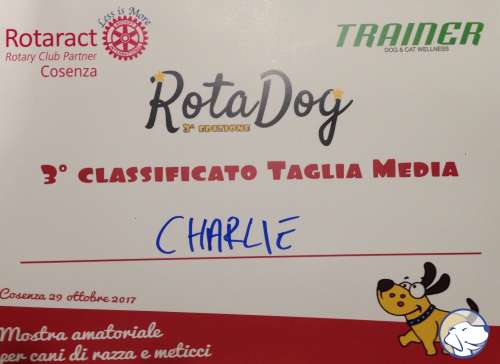 Less is More
Rotaract
Rotary Club Partner
Cosenza
TRAINER
DOG & CAT WELLNESS
RotaDog
3ª EDIZIONE
3° CLASSIFICATO TAGLIA MEDIA
CHARLIE
Cosenza 29 ottobre 2017
Mostra amatoriale
per cani di razza e meticci